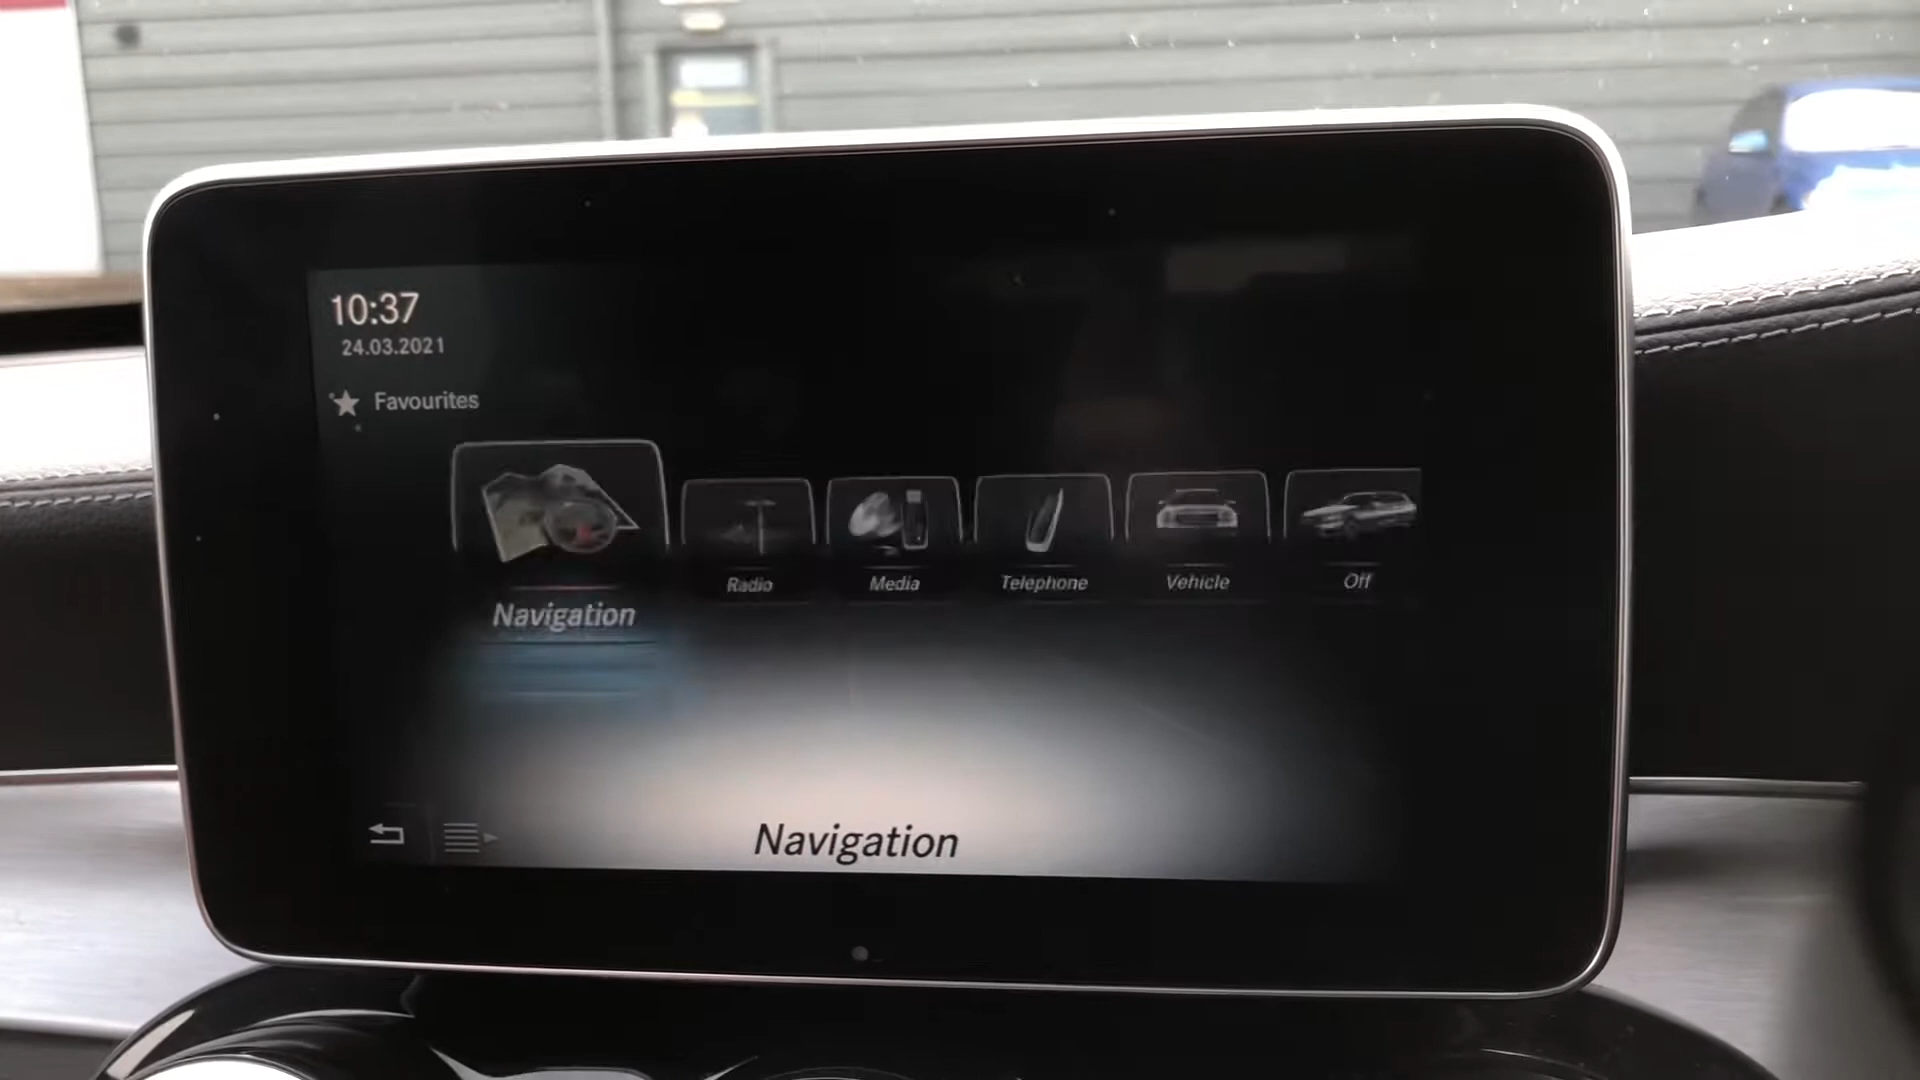 10:37
24.03.2021
Favourites
Navigation
Radio
Media
Telephone
Vehicle
Off
Navigation